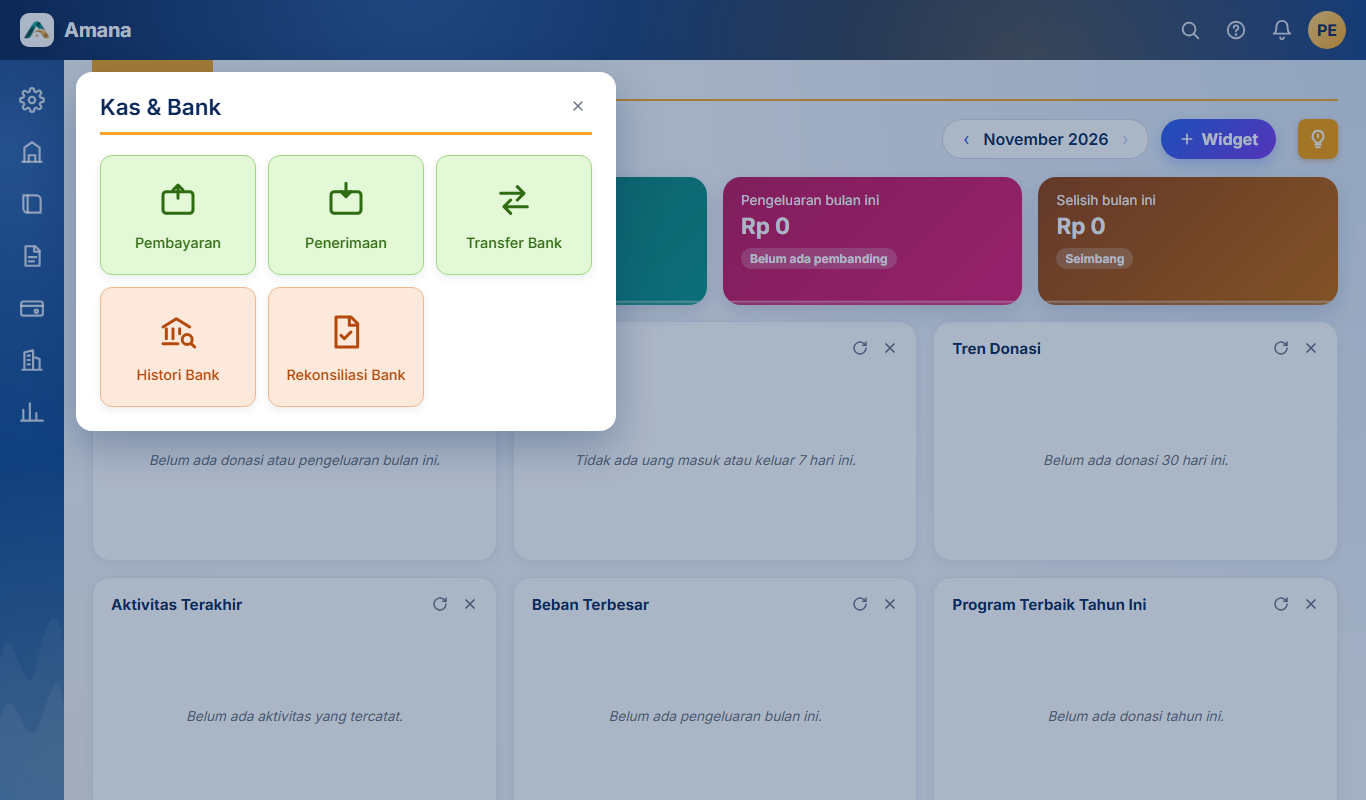 Amana
PE
Kas & Bank
Pembayaran
Penerimaan
Transfer Bank
Histori Bank
Rekonsiliasi Bank
November 2026
+ Widget
Pengeluaran bulan ini
Rp 0
Belum ada pembanding
Selisih bulan ini
Rp 0
Seimbang
Tren Donasi
Belum ada donasi atau pengeluaran bulan ini.
Tidak ada uang masuk atau keluar 7 hari ini.
Belum ada donasi 30 hari ini.
Aktivitas Terakhir
Beban Terbesar
Program Terbaik Tahun Ini
Belum ada aktivitas yang tercatat.
Belum ada pengeluaran bulan ini.
Belum ada donasi tahun ini.